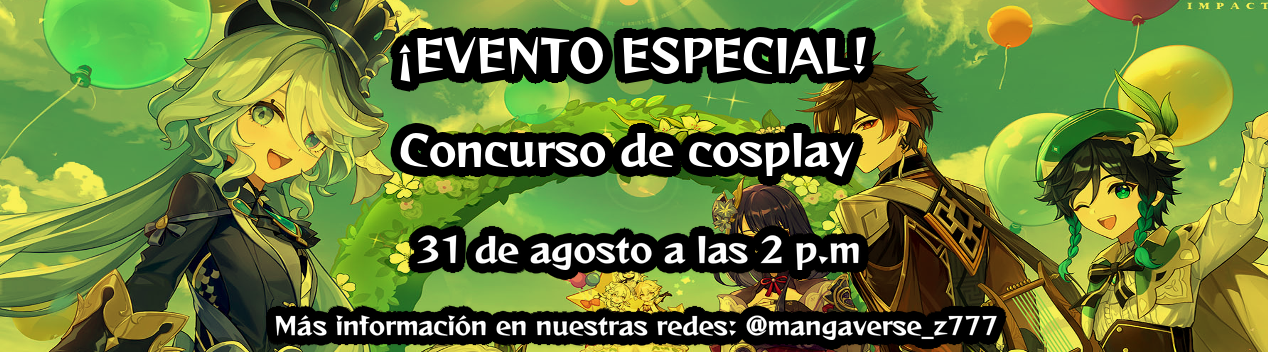 IMPACT
¡EVENTO ESPECIAL!
Concurso de cosplay
31 de agosto a las 2 p.m
Más información en nuestras redes: @mangaverse_z777